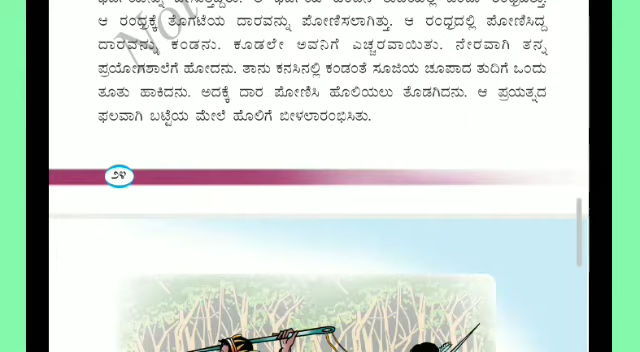 ಆ ರಂಧ್ರಕ್ಕೆ ತೊಗಟೆಯ ದಾರವನ್ನು ಪೋಣಿಸಲಾಗಿತ್ತು. ಆ ರಂಧ್ರದಲ್ಲಿ ಪೋಣಿಸಿದ್ದ
ದಾರವನ್ನು ಕಂಡನು. ಕೂಡಲೇ ಅವನಿಗೆ ಎಚ್ಚರವಾಯಿತು. ನೇರವಾಗಿ ತನ್ನ
ಪ್ರಯೋಗಶಾಲೆಗೆ ಹೋದನು. ತಾನು ಕನಸಿನಲ್ಲಿ ಕಂಡಂತೆ ಸೂಜಿಯ ಚೂಪಾದ ತುದಿಗೆ ಒಂದು
ತೂತು ಹಾಕಿದನು. ಅದಕ್ಕೆ ದಾರ ಪೋಣಿಸಿ ಹೊಲಿಯಲು ತೊಡಗಿದನು. ಆ ಪ್ರಯತ್ನದ
ಫಲವಾಗಿ ಬಟ್ಟೆಯ ಮೇಲೆ ಹೊಲಿಗೆ ಬೀಳಲಾರಂಭಿಸಿತು.
೨೪